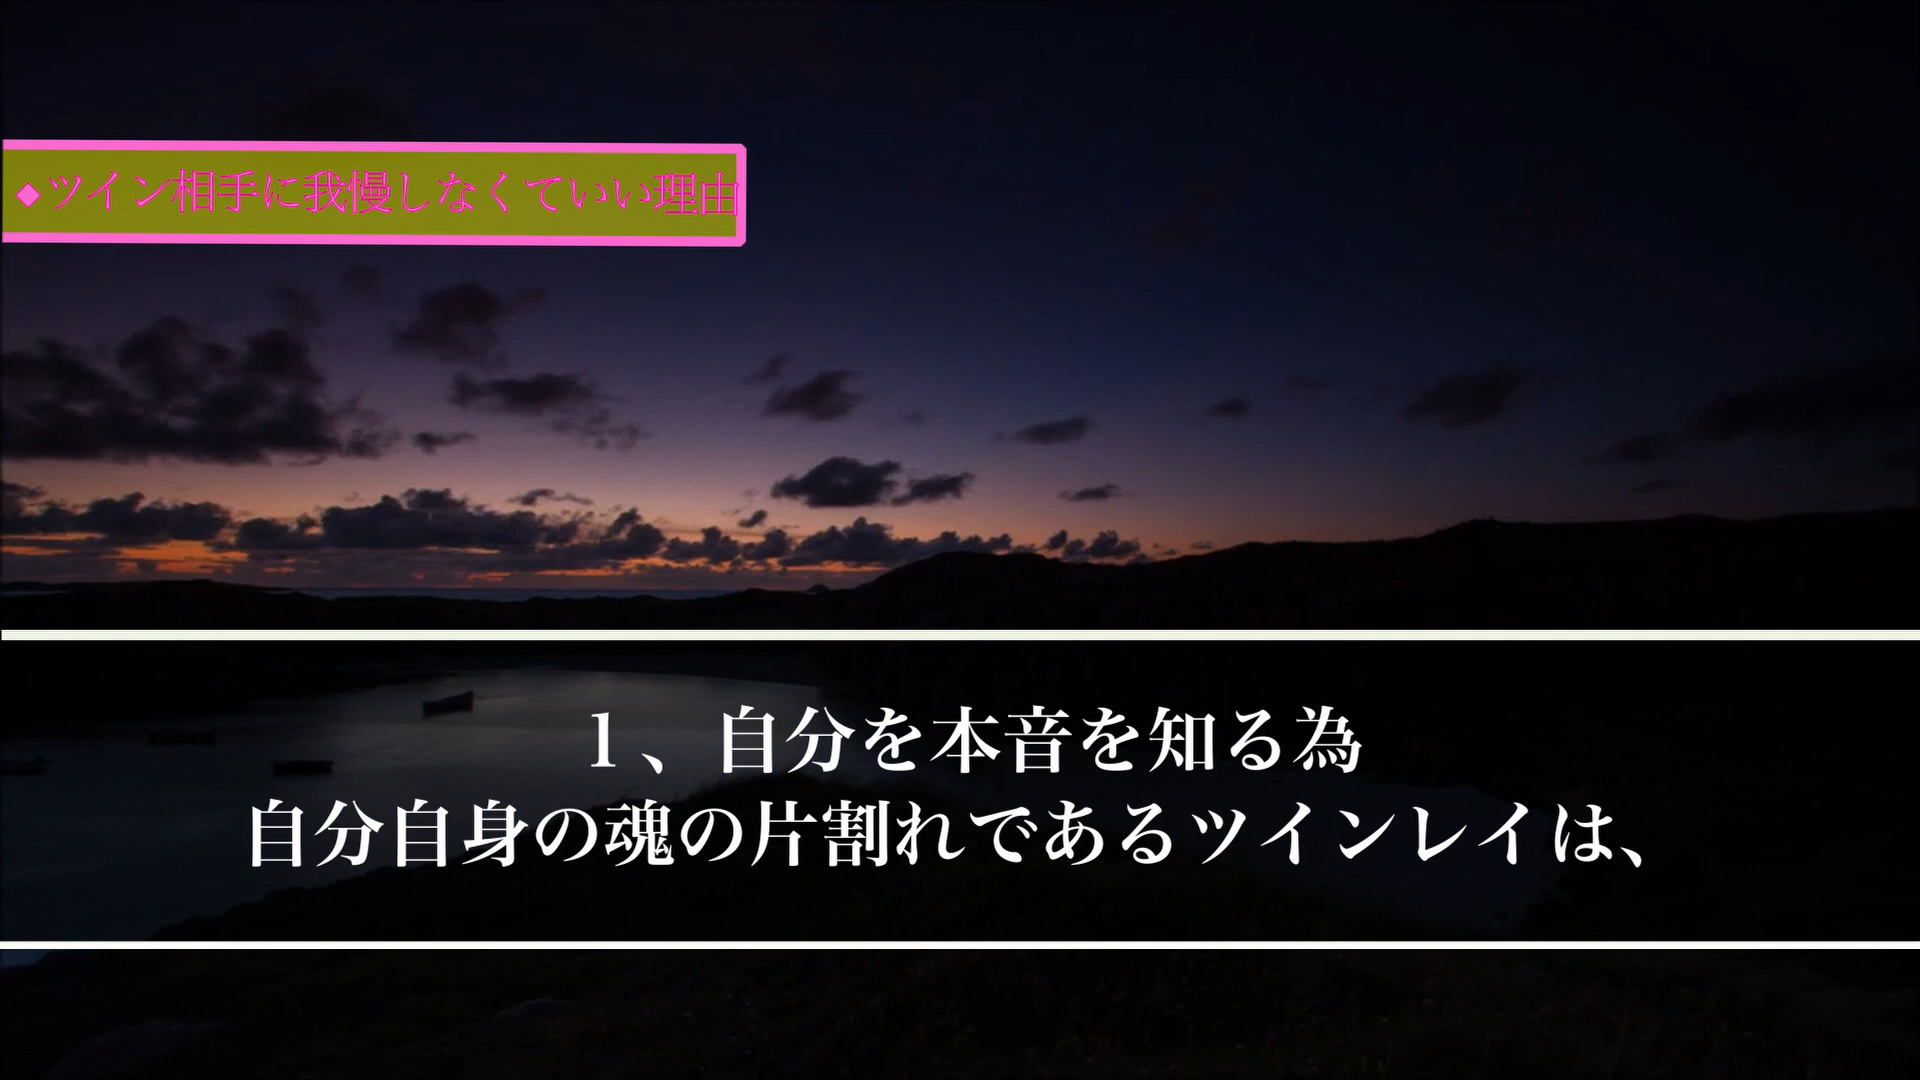 ◆ツイン相手に我慢しなくていい理由
１、自分を本音を知る為
自分自身の魂の片割れであるツインレイは、